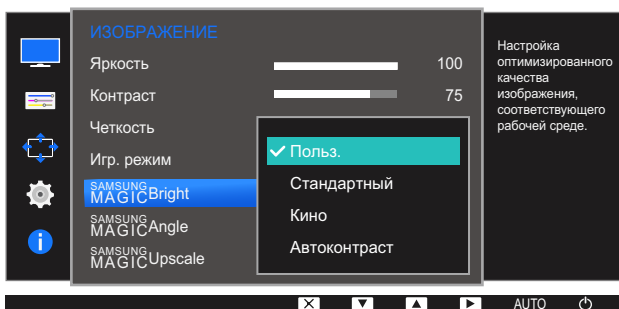 ИЗОБРАЖЕНИЕ
Яркость 100
Контраст 75
Четкость
Игр. режим
SAMSUNG
MAGICBright
SAMSUNG
MAGICAngle
SAMSUNG
MAGICUpscale
Польз.
Стандартный
Кино
Автоконтраст
Настройка
оптимизированного
качества
изображения,
соответствующего
рабочей среде.
AUTO